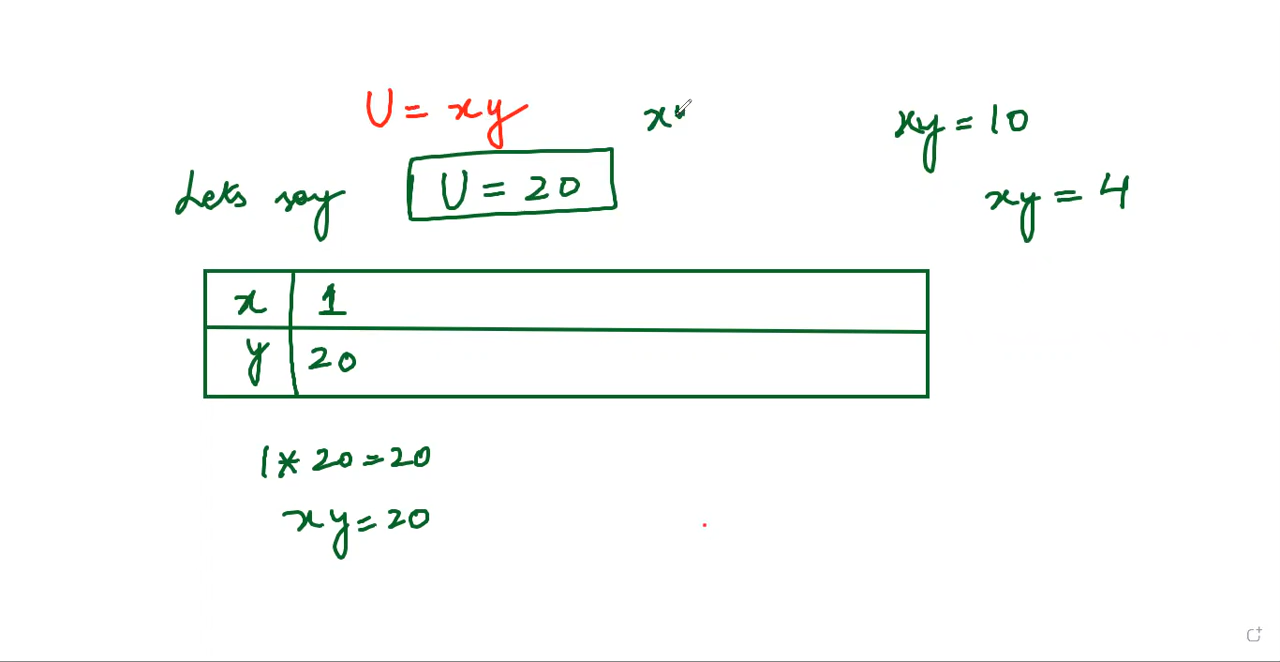 U = xy
x
xy = 10
Lets say
U = 20
xy = 4
x 1
y 20
1 * 20 = 20
xy = 20